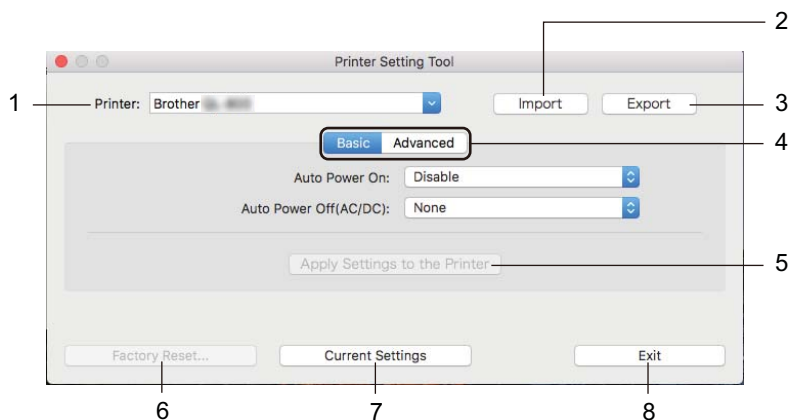 2
Printer Setting Tool
1 Printer: Brother Import Export 3
Basic Advanced 4
Auto Power On: Disable
Auto Power Off(AC/DC): None
Apply Settings to the Printer 5
Factory Reset... Current Settings Exit
6 7 8